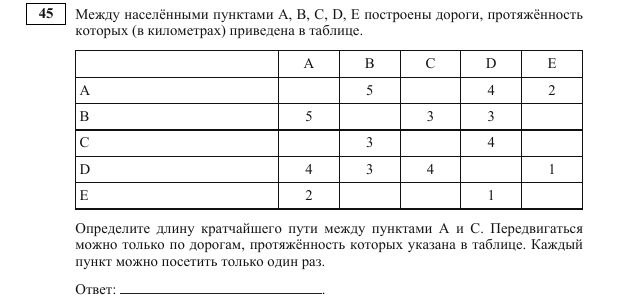 45
Между населёнными пунктами A, B, C, D, E построены дороги, протяжённость
которых (в километрах) приведена в таблице.
A B C D E
A 5 4 2
B 5 3 3
C 3 4
D 4 3 4 1
E 2 1
Определите длину кратчайшего пути между пунктами A и C. Передвигаться
можно только по дорогам, протяжённость которых указана в таблице. Каждый
пункт можно посетить только один раз.
Ответ: ______________________.